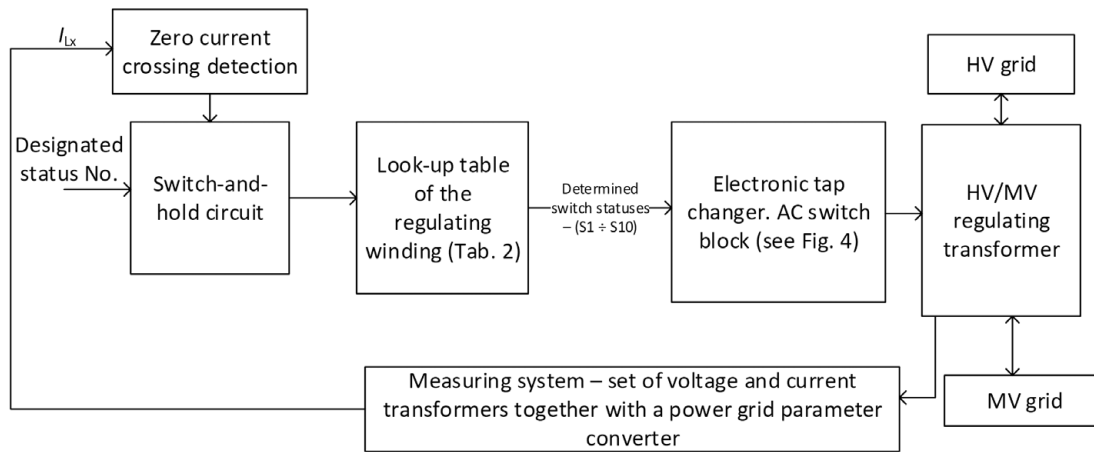 I_Lx
Zero current
crossing detection
HV grid
Designated
status No.
Switch-and-
hold circuit
Look-up table
of the
regulating
winding (Tab. 2)
Determined
switch statuses
– (S1 ÷ S10)
Electronic tap
changer. AC switch
block (see Fig. 4)
HV/MV
regulating
transformer
Measuring system – set of voltage and current
transformers together with a power grid parameter
converter
MV grid